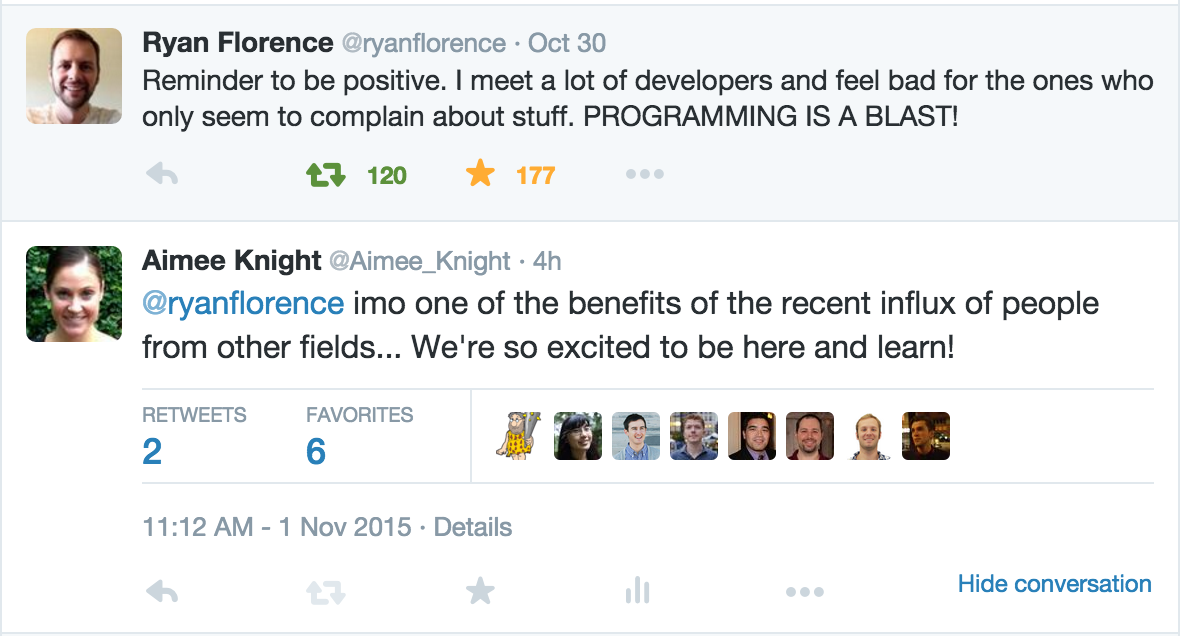 Ryan Florence @ryanflorence · Oct 30
Reminder to be positive. I meet a lot of developers and feel bad for the ones who
only seem to complain about stuff. PROGRAMMING IS A BLAST!
120 177
Aimee Knight @Aimee_Knight · 4h
@ryanflorence imo one of the benefits of the recent influx of people
from other fields... We're so excited to be here and learn!
RETWEETS FAVORITES
2 6
11:12 AM - 1 Nov 2015 · Details
Hide conversation